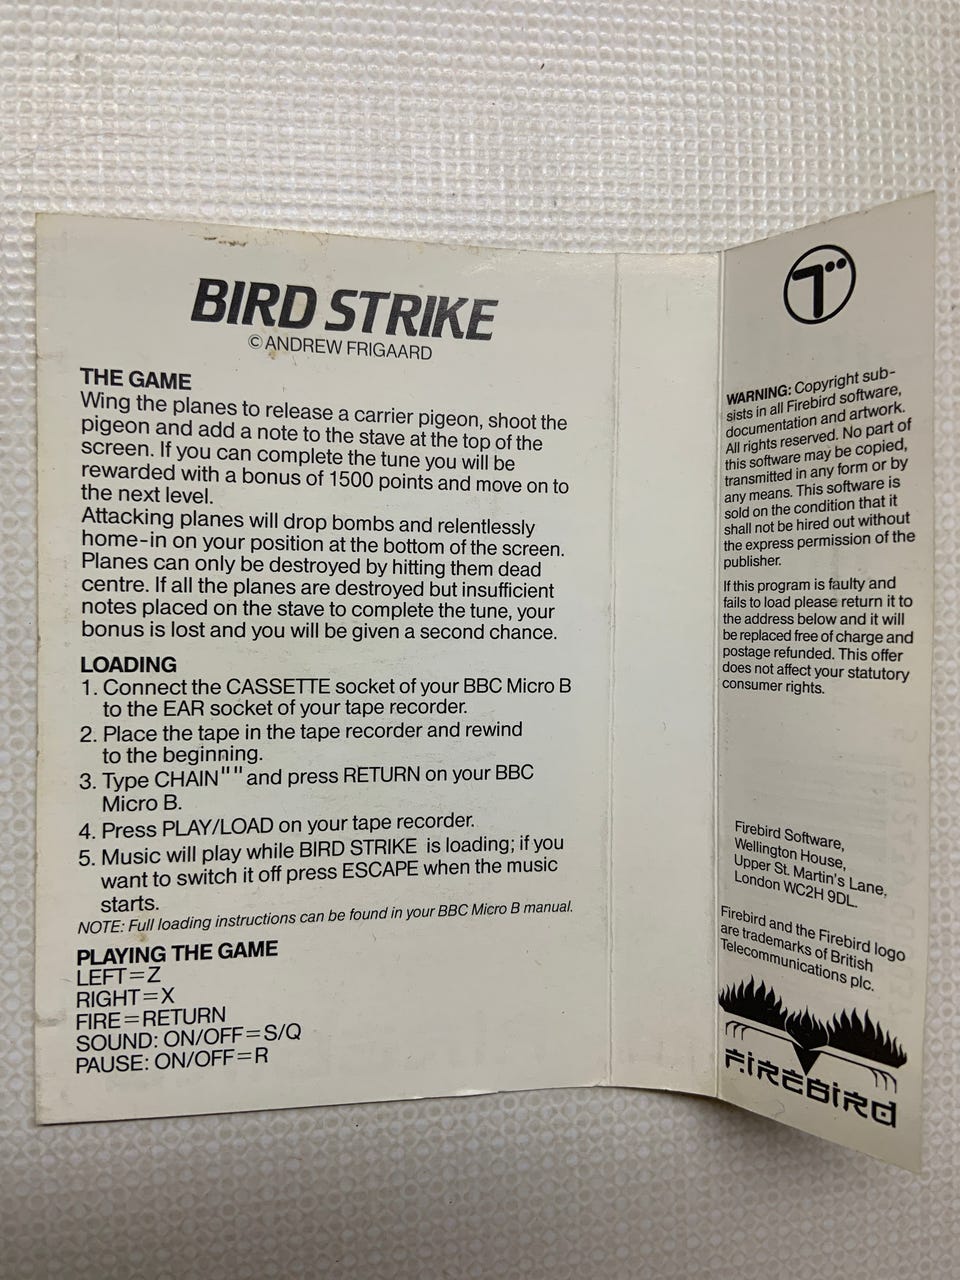 BIRD STRIKE
© ANDREW FRIGAARD
THE GAME
Wing the planes to release a carrier pigeon, shoot the
pigeon and add a note to the stave at the top of the
screen. If you can complete the tune you will be
rewarded with a bonus of 1500 points and move on to
the next level.
Attacking planes will drop bombs and relentlessly
home-in on your position at the bottom of the screen.
Planes can only be destroyed by hitting them dead
centre. If all the planes are destroyed but insufficient
notes placed on the stave to complete the tune, your
bonus is lost and you will be given a second chance.
LOADING
1. Connect the CASSETTE socket of your BBC Micro B
to the EAR socket of your tape recorder.
2. Place the tape in the tape recorder and rewind
to the beginning.
3. Type CHAIN"" and press RETURN on your BBC
Micro B.
4. Press PLAY/LOAD on your tape recorder.
5. Music will play while BIRD STRIKE is loading; if you
want to switch it off press ESCAPE when the music
starts.
NOTE: Full loading instructions can be found in your BBC Micro B manual.
PLAYING THE GAME
LEFT=Z
RIGHT=X
FIRE=RETURN
SOUND: ON/OFF=S/Q
PAUSE: ON/OFF=R
WARNING: Copyright sub-
sists in all Firebird software,
documentation and artwork.
All rights reserved. No part of
this software may be copied,
transmitted in any form or by
any means. This software is
sold on the condition that it
shall not be hired out without
the express permission of the
publisher.
If this program is faulty and
fails to load please return it to
the address below and it will
be replaced free of charge and
postage refunded. This offer
does not affect your statutory
consumer rights.
Firebird Software,
Wellington House,
Upper St. Martin's Lane,
London WC2H 9DL.
Firebird and the Firebird logo
are trademarks of British
Telecommunications plc.
FIREBIRD